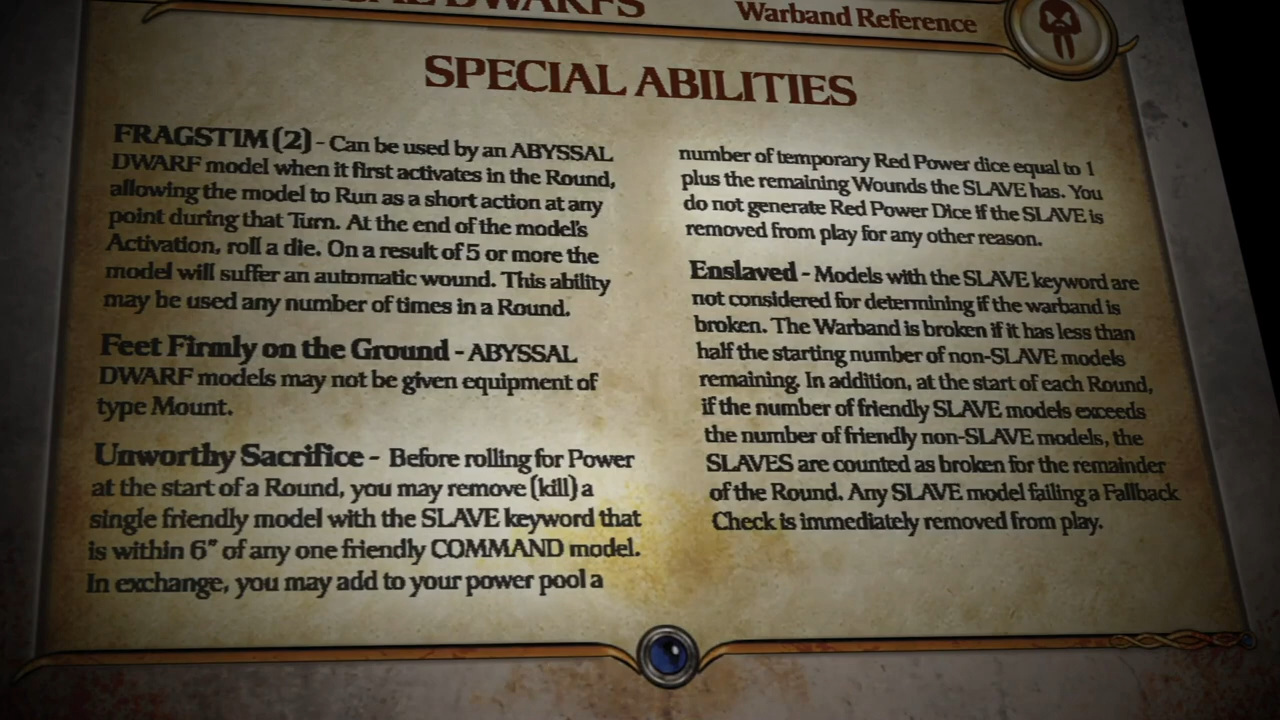 DWARFS
Warband Reference
SPECIAL ABILITIES
FRAGSTIM (2) - Can be used by an ABYSSAL
DWARF model when it first activates in the Round,
allowing the model to Run as a short action at any
point during that Turn. At the end of the model's
Activation, roll a die. On a result of 5 or more the
model will suffer an automatic wound. This ability
may be used any number of times in a Round.
Feet Firmly on the Ground - ABYSSAL
DWARF models may not be given equipment of
type Mount.
Unworthy Sacrifice - Before rolling for Power
at the start of a Round, you may remove (kill) a
single friendly model with the SLAVE keyword that
is within 6" of any one friendly COMMAND model.
In exchange, you may add to your power pool a
number of temporary Red Power dice equal to 1
plus the remaining Wounds the SLAVE has. You
do not generate Red Power Dice if the SLAVE is
removed from play for any other reason.
Enslaved - Models with the SLAVE keyword are
not considered for determining if the warband is
broken. The Warband is broken if it has less than
half the starting number of non-SLAVE models
remaining. In addition, at the start of each Round,
if the number of friendly SLAVE models exceeds
the number of friendly non-SLAVE models, the
SLAVES are counted as broken for the remainder
of the Round. Any SLAVE model failing a Fallback
Check is immediately removed from play.